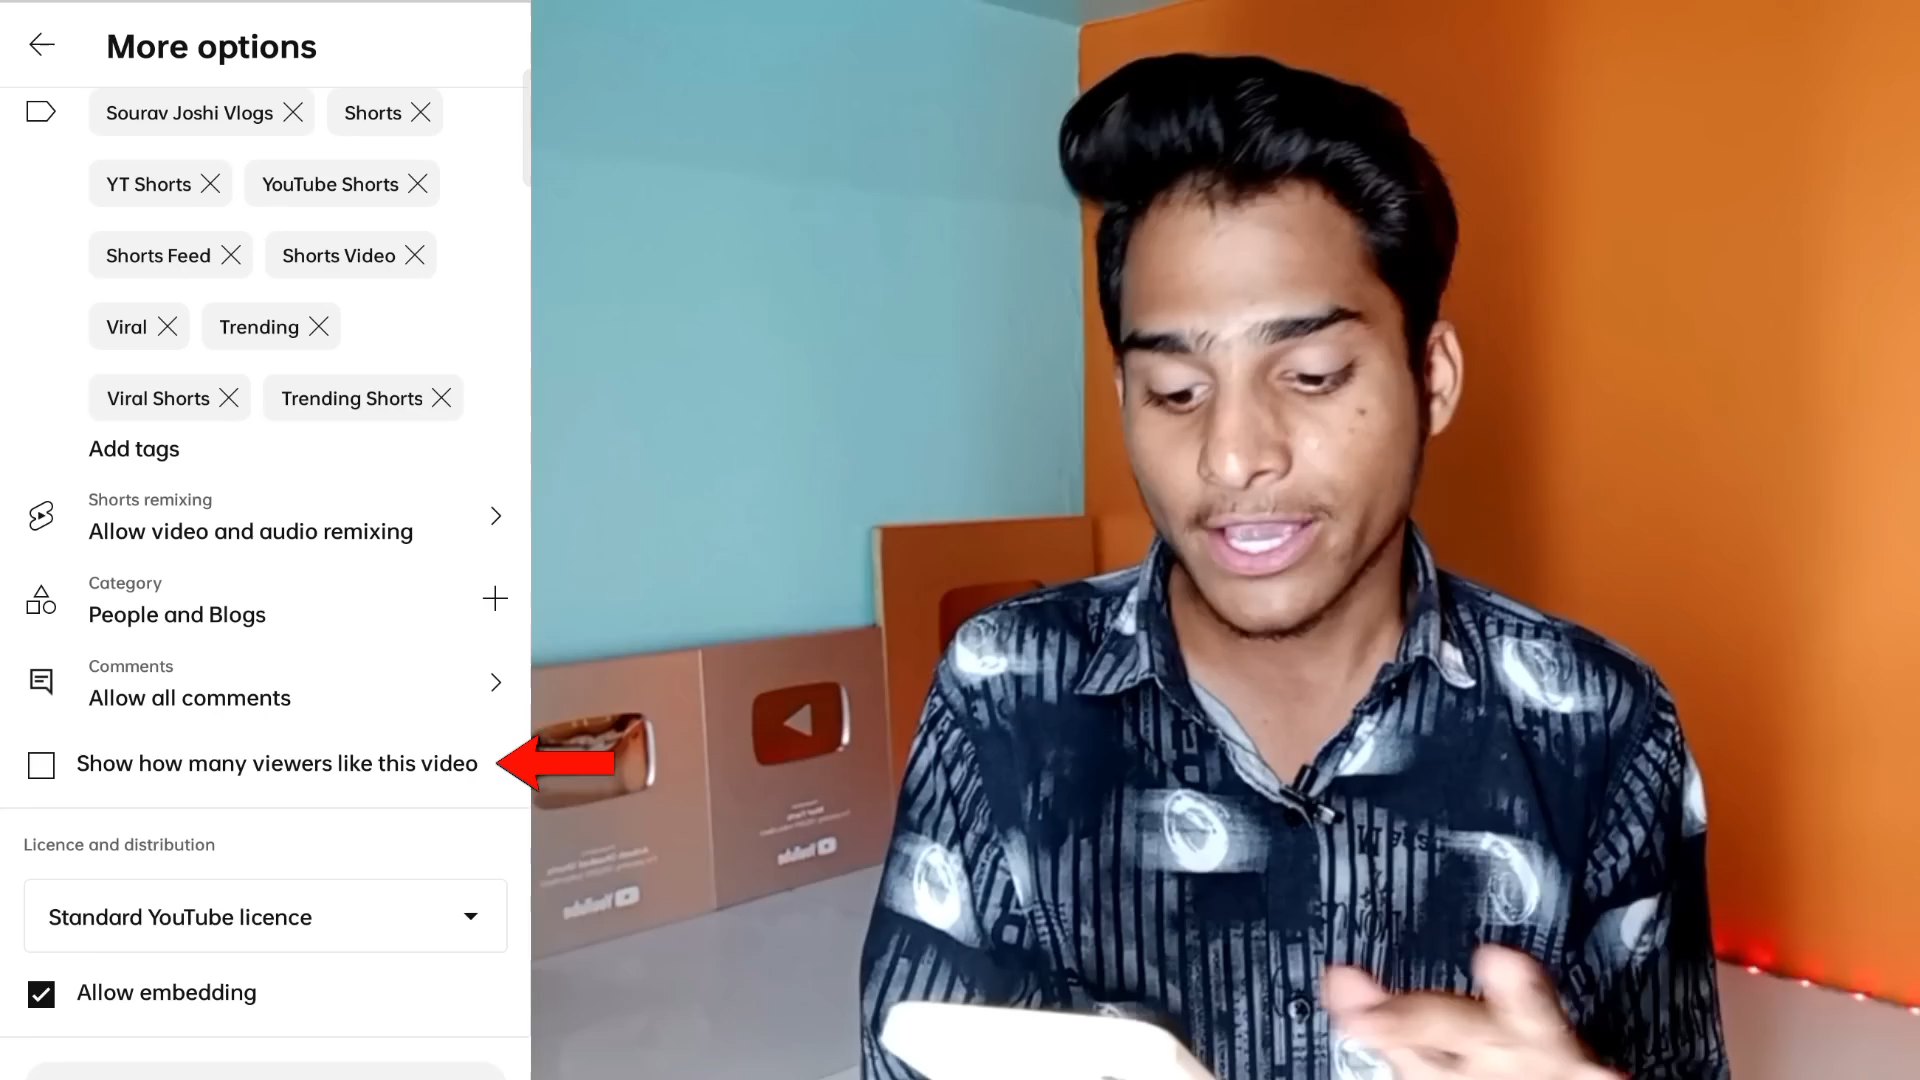 More options
Sourav Joshi Vlogs
Shorts
YT Shorts
YouTube Shorts
Shorts Feed
Shorts Video
Viral
Trending
Viral Shorts
Trending Shorts
Add tags
Shorts remixing
Allow video and audio remixing
Category
People and Blogs
Comments
Allow all comments
Show how many viewers like this video
Licence and distribution
Standard YouTube licence
Allow embedding
YouTube
YouTube